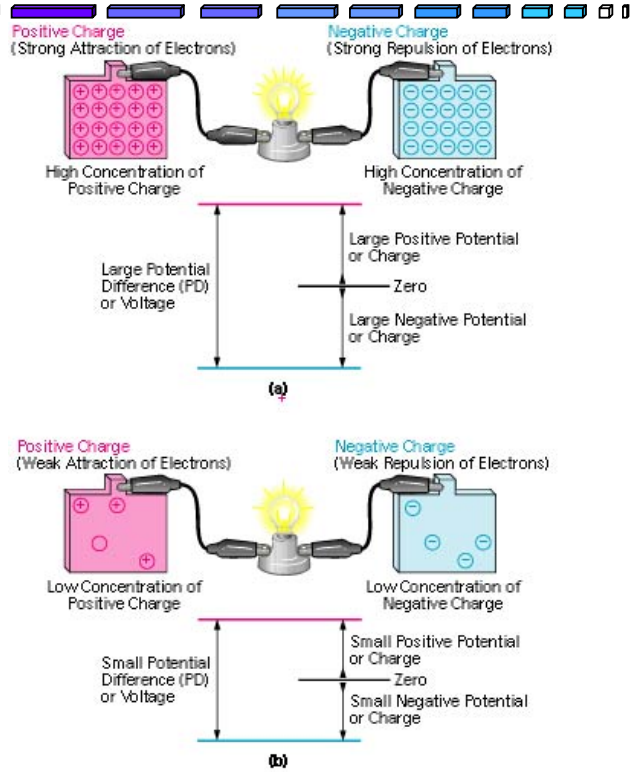 Positive Charge
(Strong Attraction of Electrons)
Negative Charge
(Strong Repulsion of Electrons)
High Concentration of
Positive Charge
High Concentration of
Negative Charge
Large Potential
Difference (PD)
or Voltage
Large Positive Potential
or Charge
Zero
Large Negative Potential
or Charge
(a)
Positive Charge
(Weak Attraction of Electrons)
Negative Charge
(Weak Repulsion of Electrons)
Low Concentration of
Positive Charge
Low Concentration of
Negative Charge
Small Potential
Difference (PD)
or Voltage
Small Positive Potential
or Charge
Zero
Small Negative Potential
or Charge
(b)